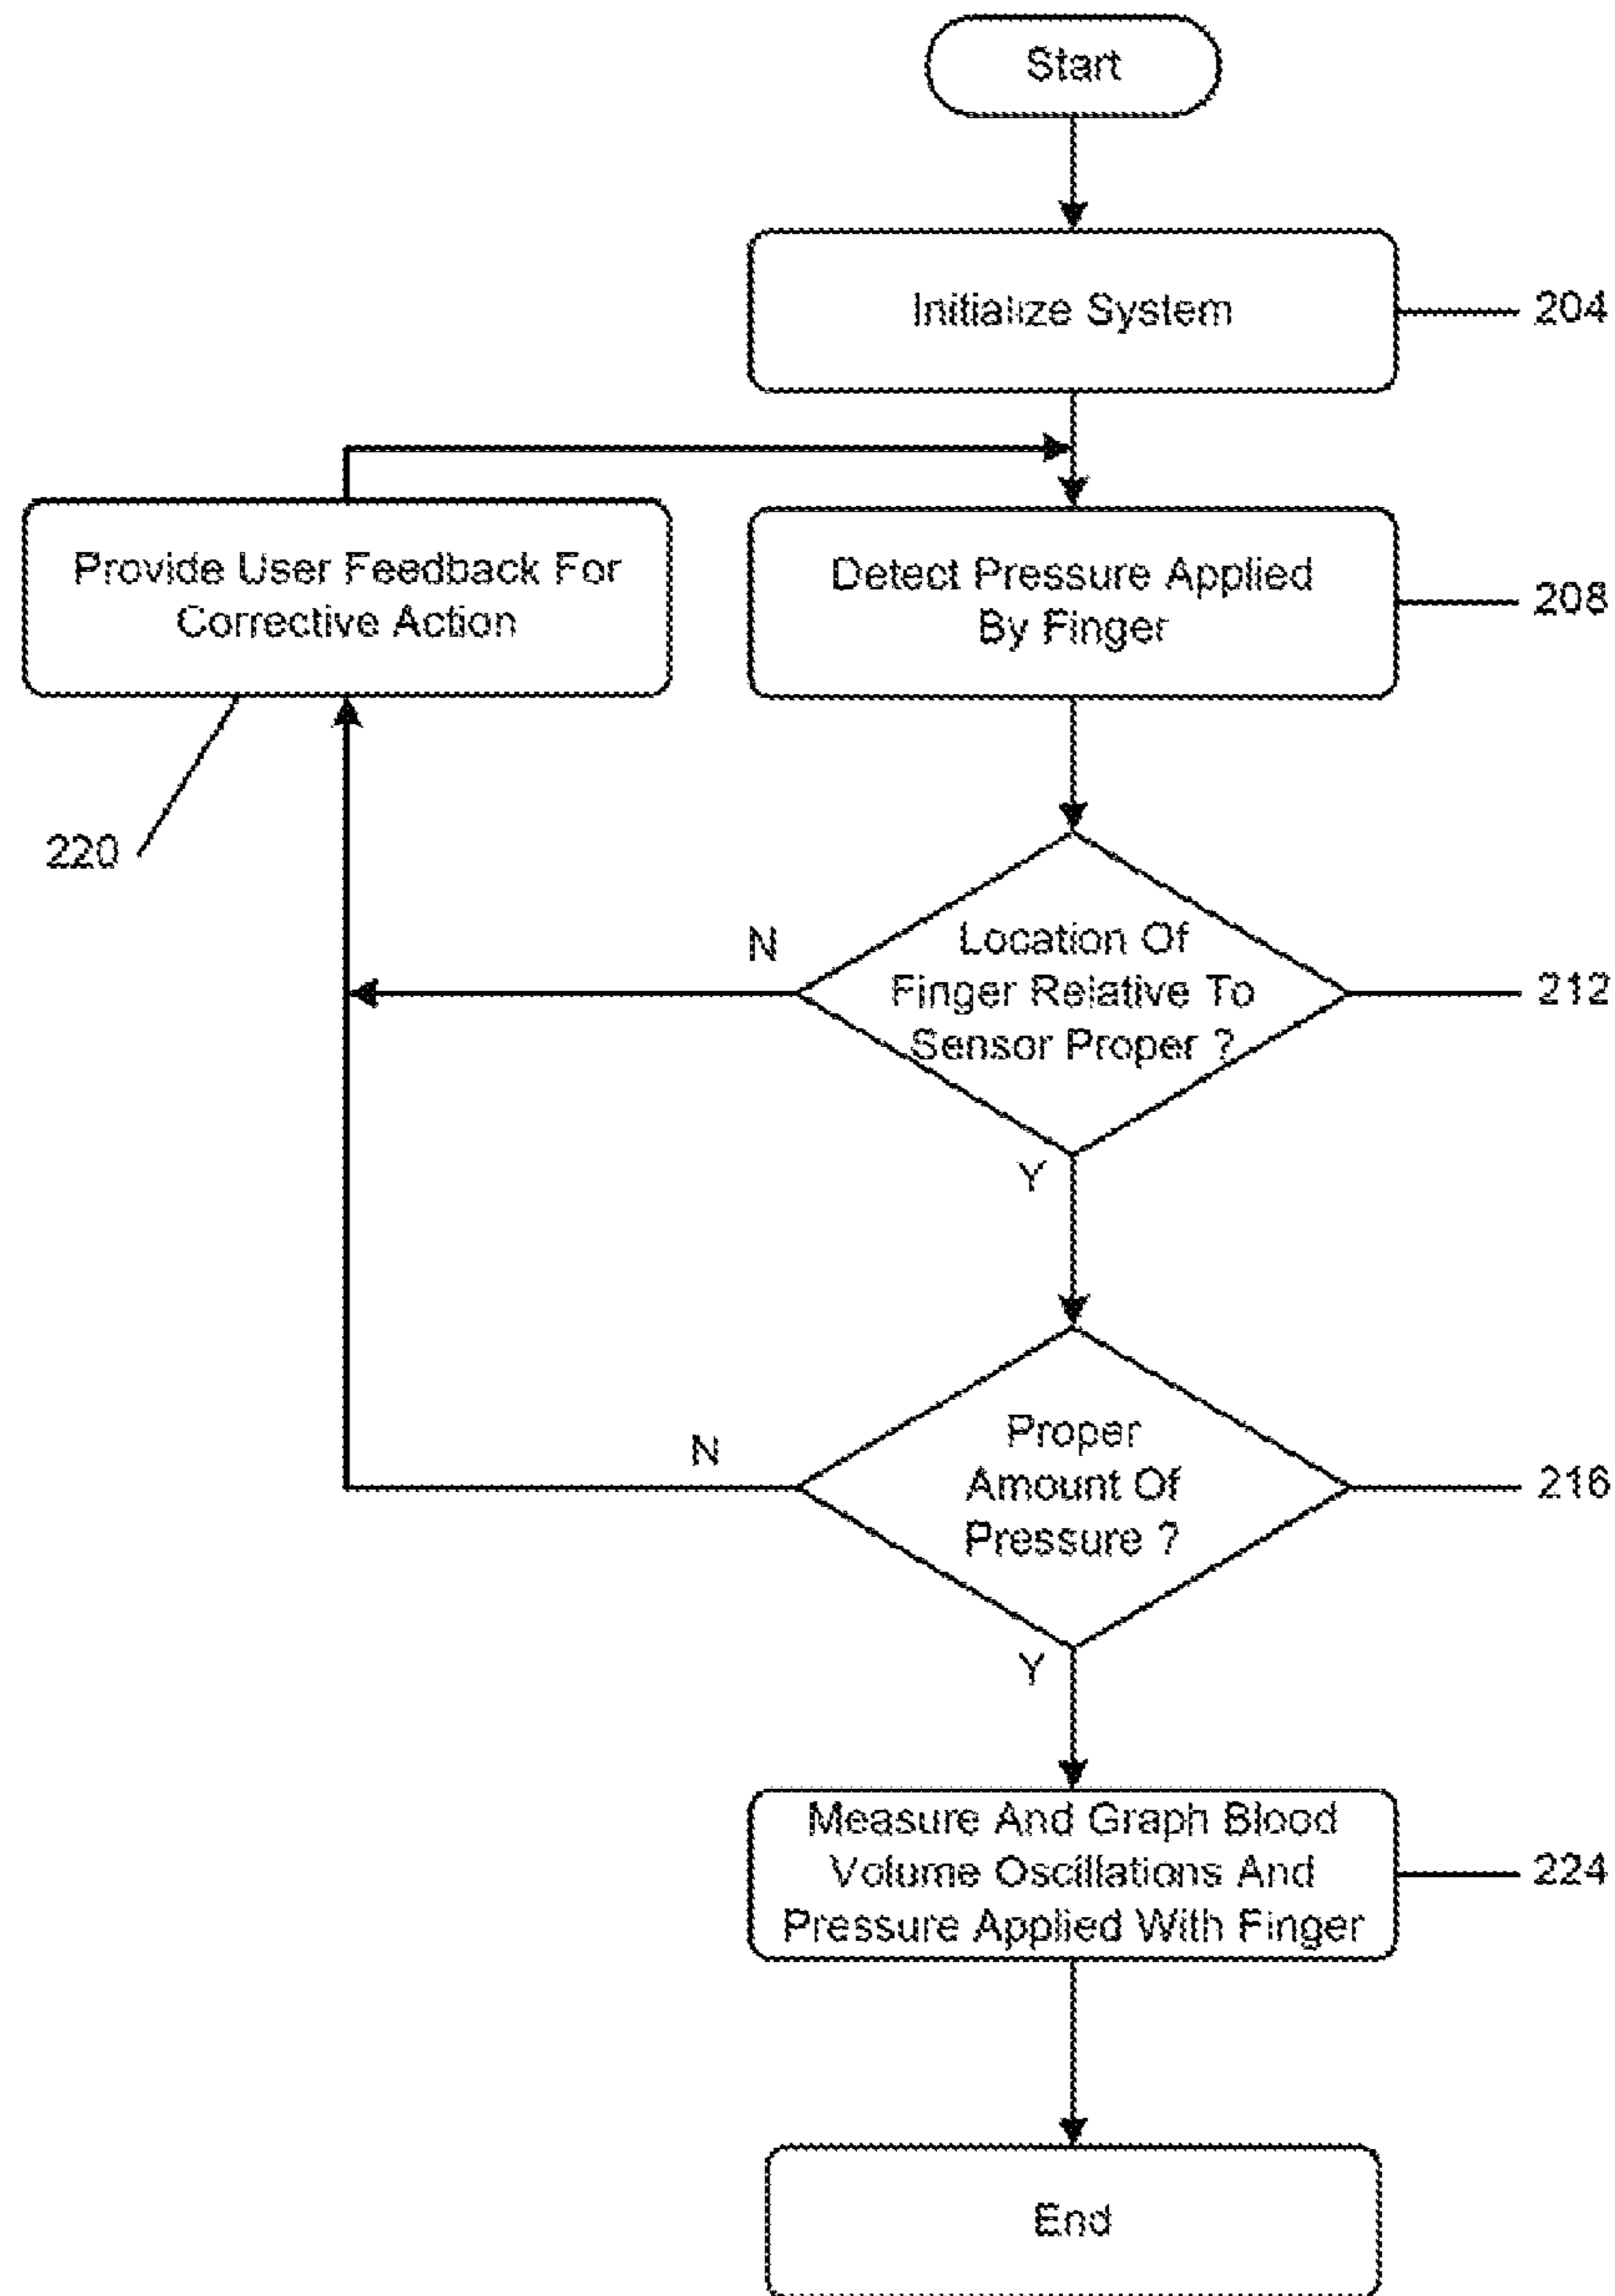 Start
Initialize System
204
Provide User Feedback For
Corrective Action
220
Detect Pressure Applied
By Finger
208
N
Location Of
Finger Relative To
Sensor Proper ?
212
Y
N
Proper
Amount Of
Pressure ?
216
Y
Measure And Graph Blood
Volume Oscillations And
Pressure Applied With Finger
224
End